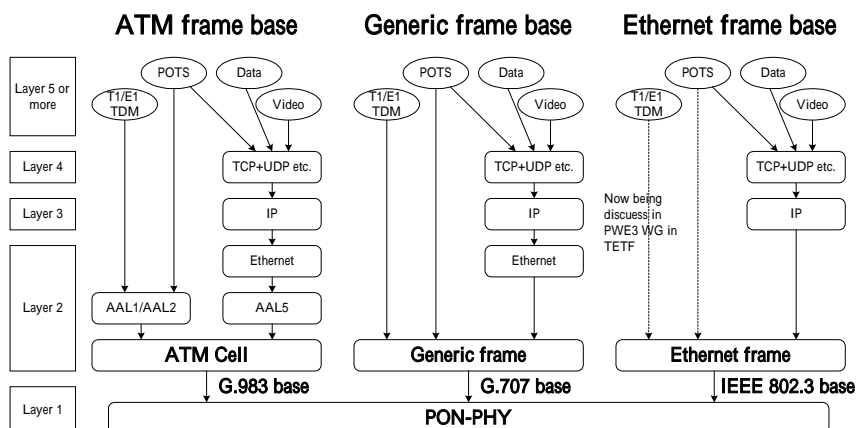 ATM frame base
Generic frame base
Ethernet frame base
Layer 5 or
more
T1/E1
TDM
POTS
Data
Video
T1/E1
TDM
POTS
Data
Video
T1/E1
TDM
POTS
Data
Video
Layer 4
TCP+UDP etc.
TCP+UDP etc.
TCP+UDP etc.
Layer 3
IP
IP
Now being
discuess in
PWE3 WG in
TETF
IP
Layer 2
Ethernet
Ethernet
AAL1/AAL2
AAL5
ATM Cell
Generic frame
Ethernet frame
G.983 base
G.707 base
IEEE 802.3 base
Layer 1
PON-PHY